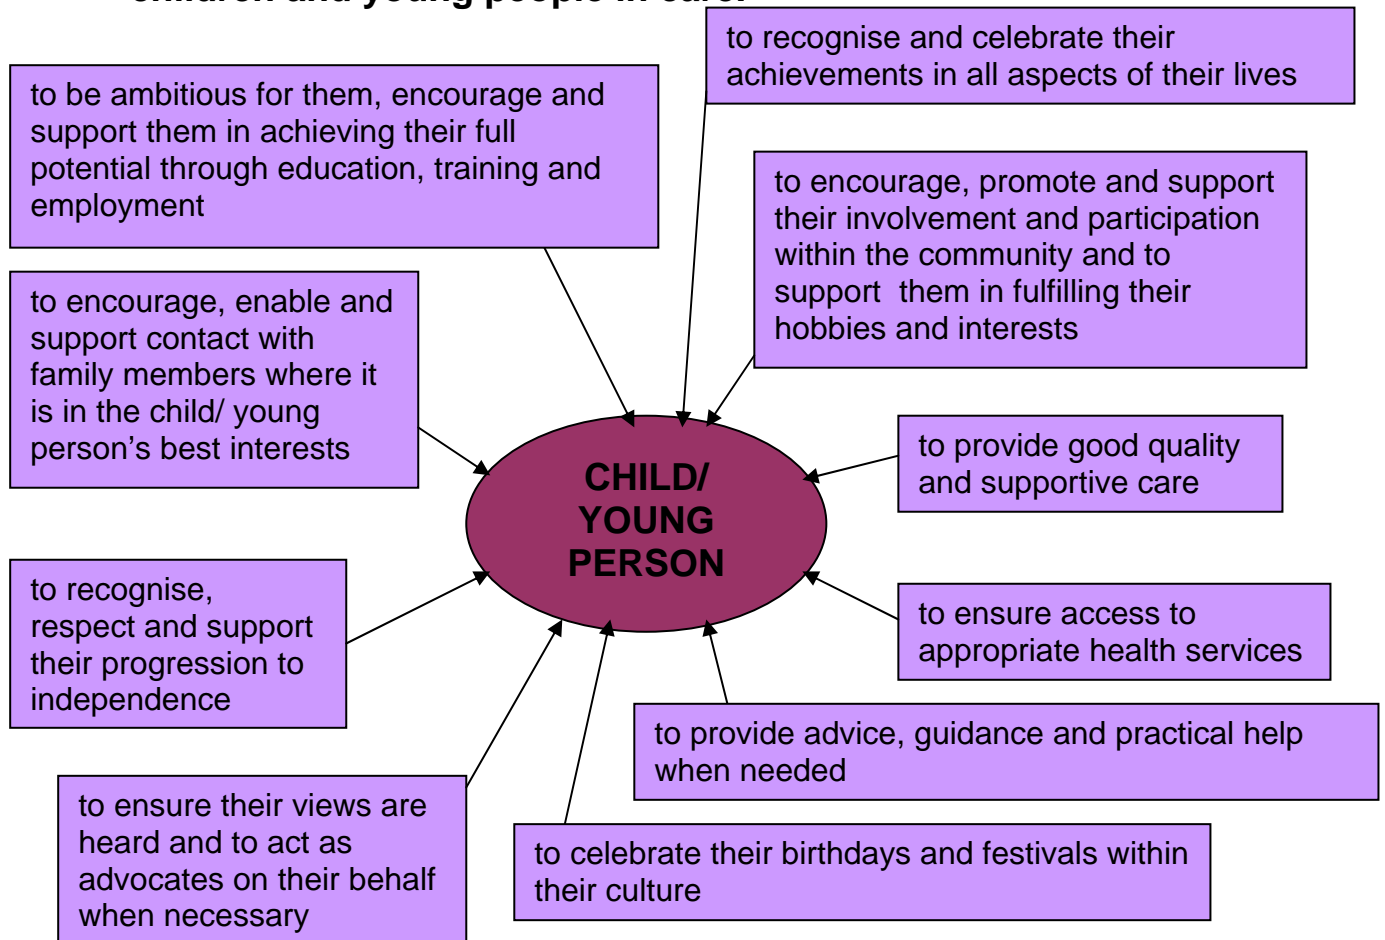 children and young people in care.
to recognise and celebrate their
achievements in all aspects of their lives
to be ambitious for them, encourage and
support them in achieving their full
potential through education, training and
employment
to encourage, promote and support
their involvement and participation
within the community and to
support  them in fulfilling their
hobbies and interests
to encourage, enable and
support contact with
family members where it
is in the child/ young
person’s best interests
to provide good quality
and supportive care
CHILD/
YOUNG
PERSON
to recognise,
respect and support
their progression to
independence
to ensure access to
appropriate health services
to provide advice, guidance and practical help
when needed
to ensure their views are
heard and to act as
advocates on their behalf
when necessary
to celebrate their birthdays and festivals within
their culture